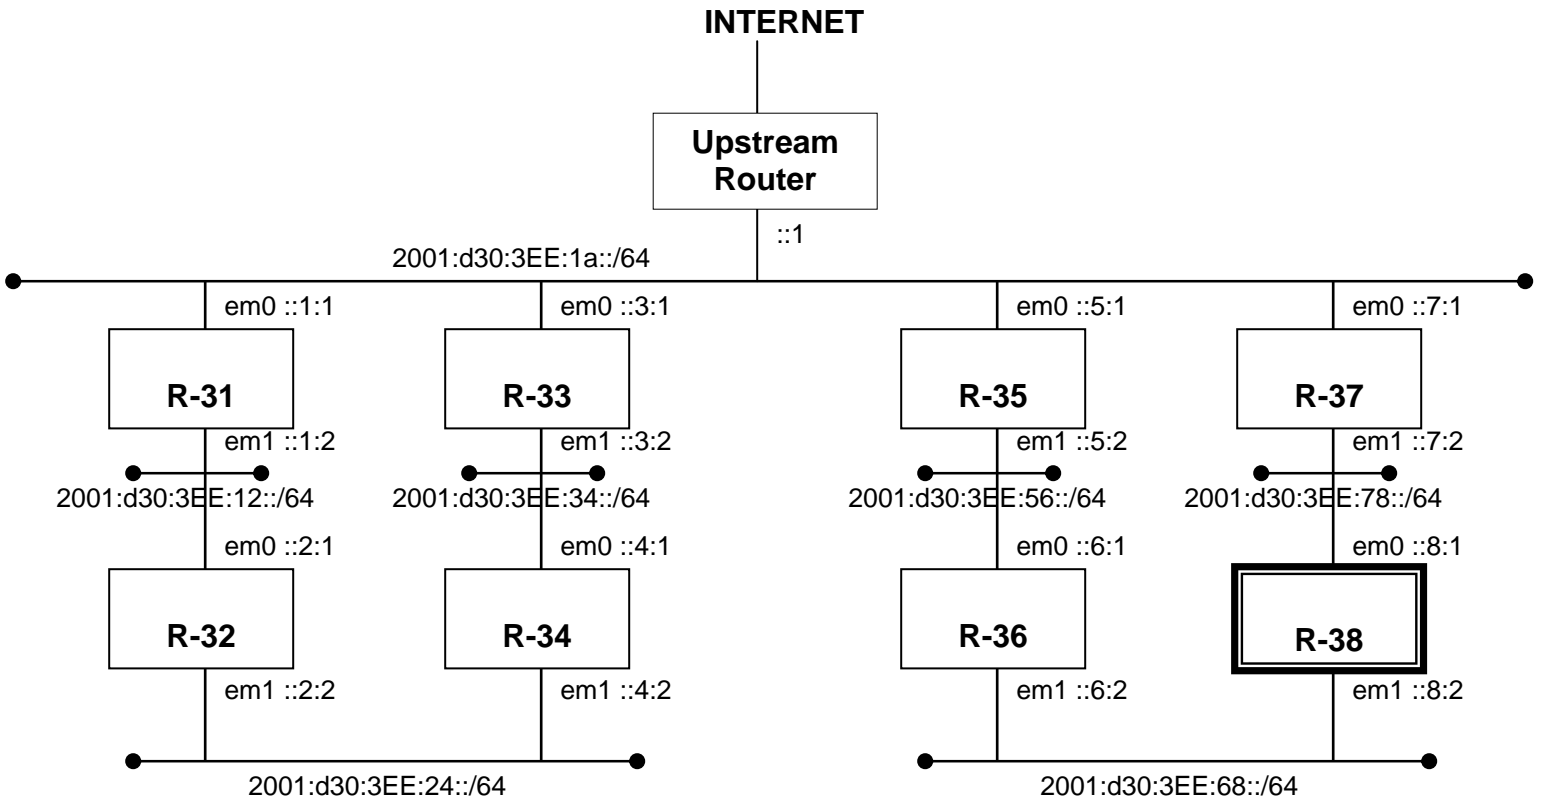 INTERNET
Upstream
Router
::1
2001:d30:3EE:1a::/64
em0 ::1:1
em0 ::3:1
em0 ::5:1
em0 ::7:1
R-31
R-33
R-35
R-37
em1 ::1:2
em1 ::3:2
em1 ::5:2
em1 ::7:2
2001:d30:3EE:12::/64
2001:d30:3EE:34::/64
2001:d30:3EE:56::/64
2001:d30:3EE:78::/64
em0 ::2:1
em0 ::4:1
em0 ::6:1
em0 ::8:1
R-32
R-34
R-36
R-38
em1 ::2:2
em1 ::4:2
em1 ::6:2
em1 ::8:2
2001:d30:3EE:24::/64
2001:d30:3EE:68::/64